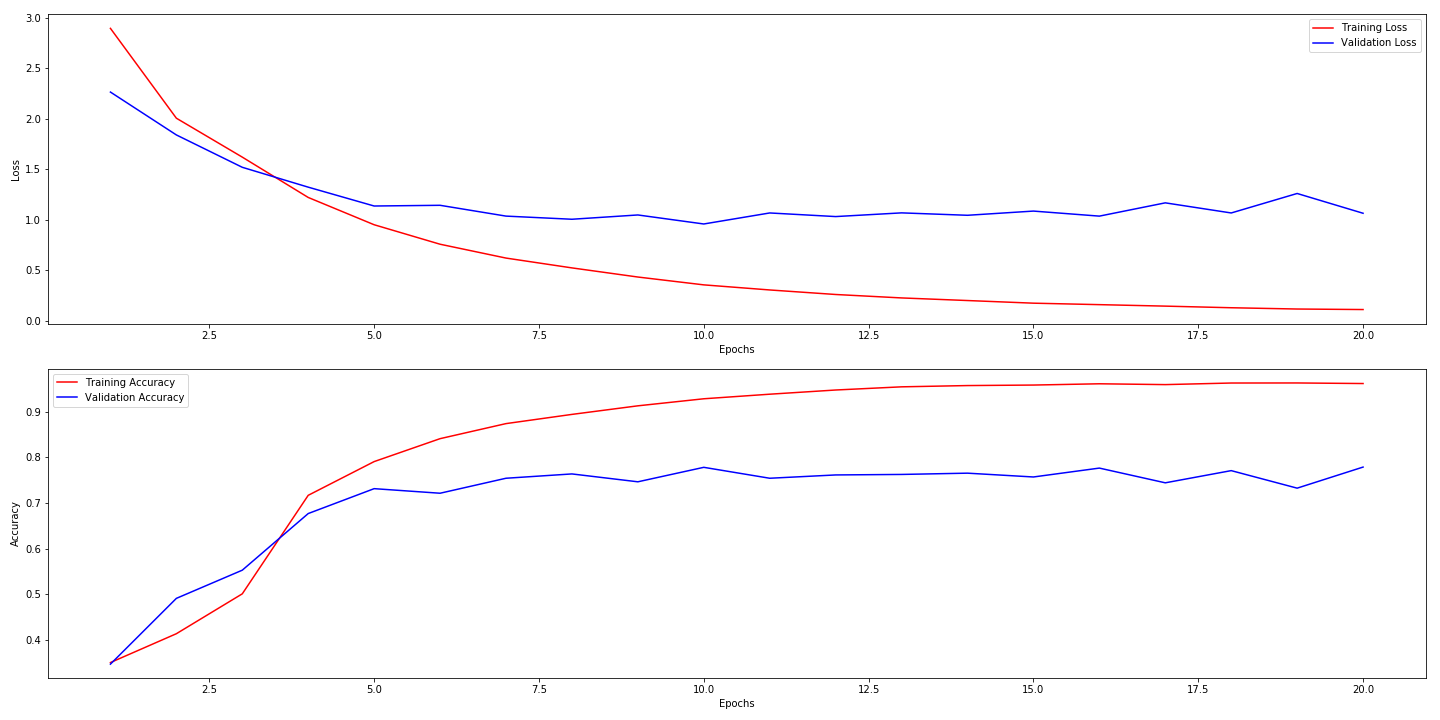 3.0
2.5
2.0
1.5
1.0
0.5
0.0
Loss
Training Loss
Validation Loss
2.5 5.0 7.5 10.0 12.5 15.0 17.5 20.0
Epochs
0.9
0.8
0.7
0.6
0.5
0.4
Accuracy
Training Accuracy
Validation Accuracy
2.5 5.0 7.5 10.0 12.5 15.0 17.5 20.0
Epochs